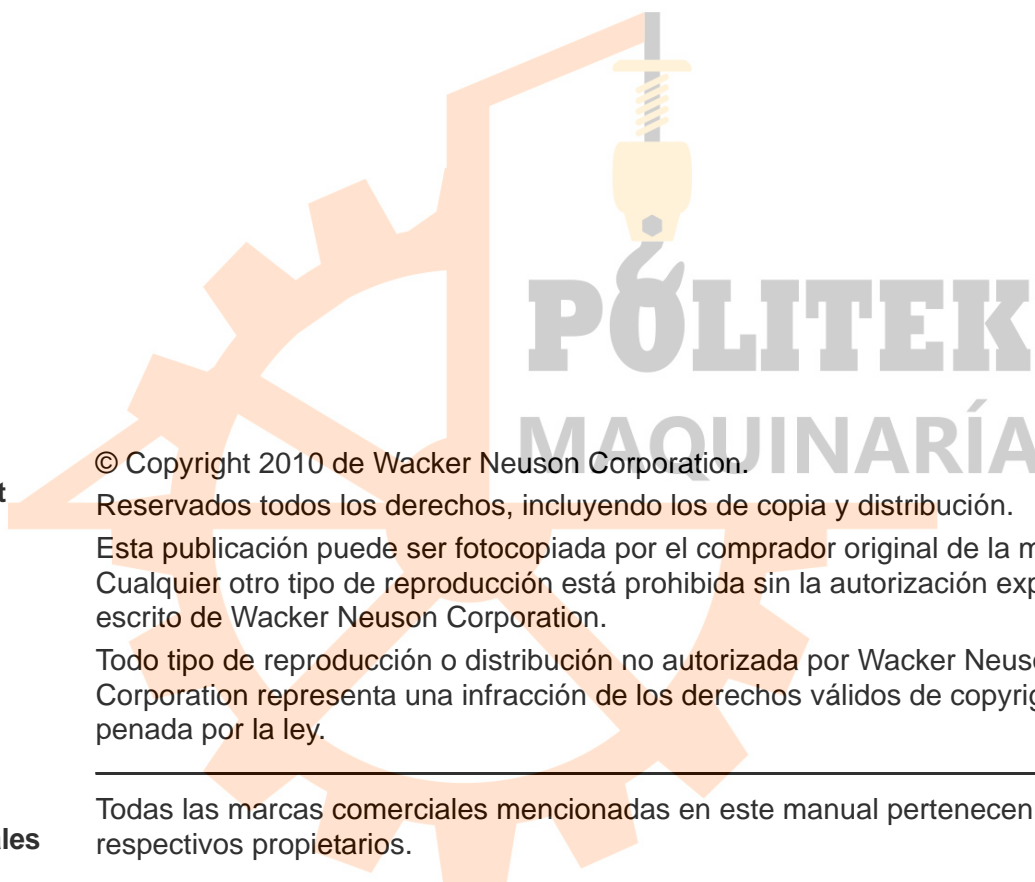 POLITEK
MAQUINARÍA
© Copyright 2010 de Wacker Neuson Corporation.
Reservados todos los derechos, incluyendo los de copia y distribución.
Esta publicación puede ser fotocopiada por el comprador original de la
Cualquier otro tipo de reproducción está prohibida sin la autorización
escrito de Wacker Neuson Corporation.
Todo tipo de reproducción o distribución no autorizada por Wacker
Corporation representa una infracción de los derechos válidos de
penada por la ley.
Todas las marcas comerciales mencionadas en este manual pertenecen
respectivos propietarios.